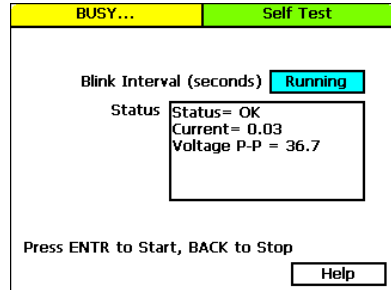 BUSY... Self Test
Blink Interval (seconds) Running
Status Status= OK
Current= 0.03
Voltage P-P = 36.7
Press ENTR to Start, BACK to Stop
Help